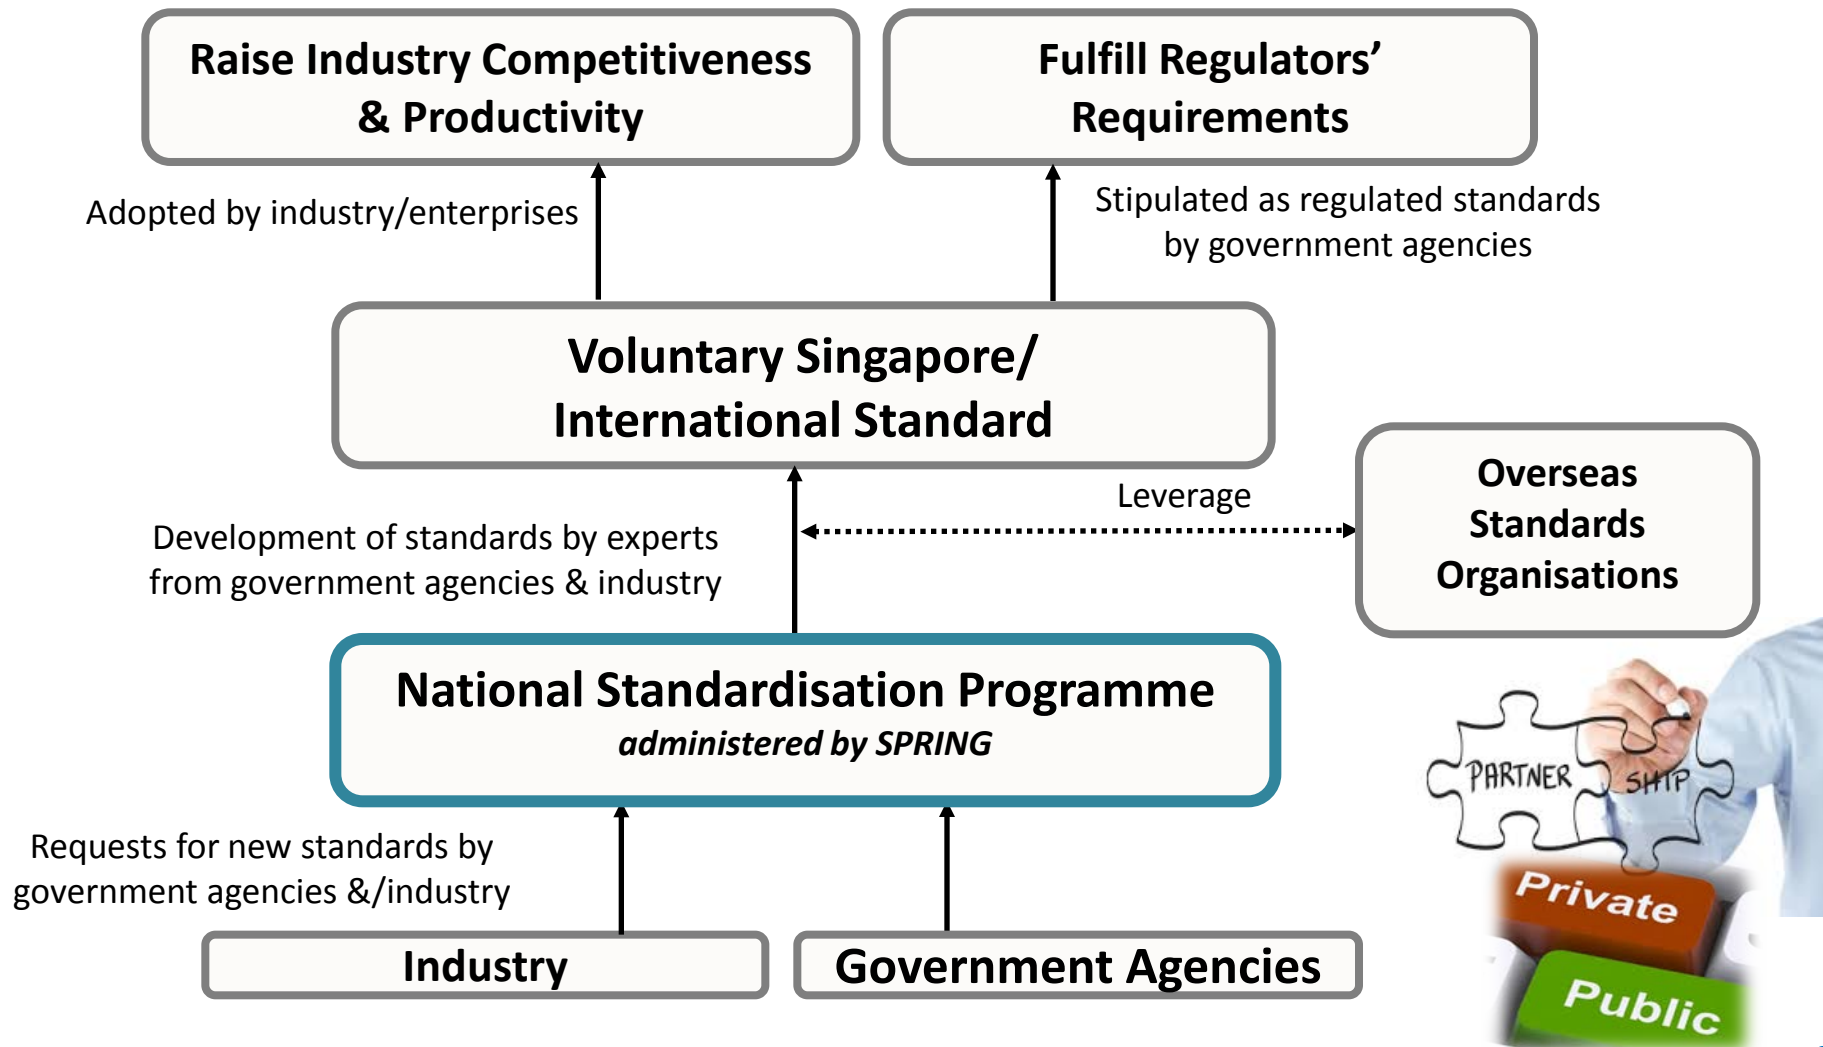 Raise Industry Competitiveness
& Productivity
Fulfill Regulators’
Requirements
Adopted by industry/enterprises
Stipulated as regulated standards
by government agencies
Voluntary Singapore/
International Standard
Leverage
Overseas
Standards
Organisations
Development of standards by experts
from government agencies & industry
National Standardisation Programme
administered by SPRING
PARTNER SHIP
Requests for new standards by
government agencies &/industry
Private
Public
Industry
Government Agencies